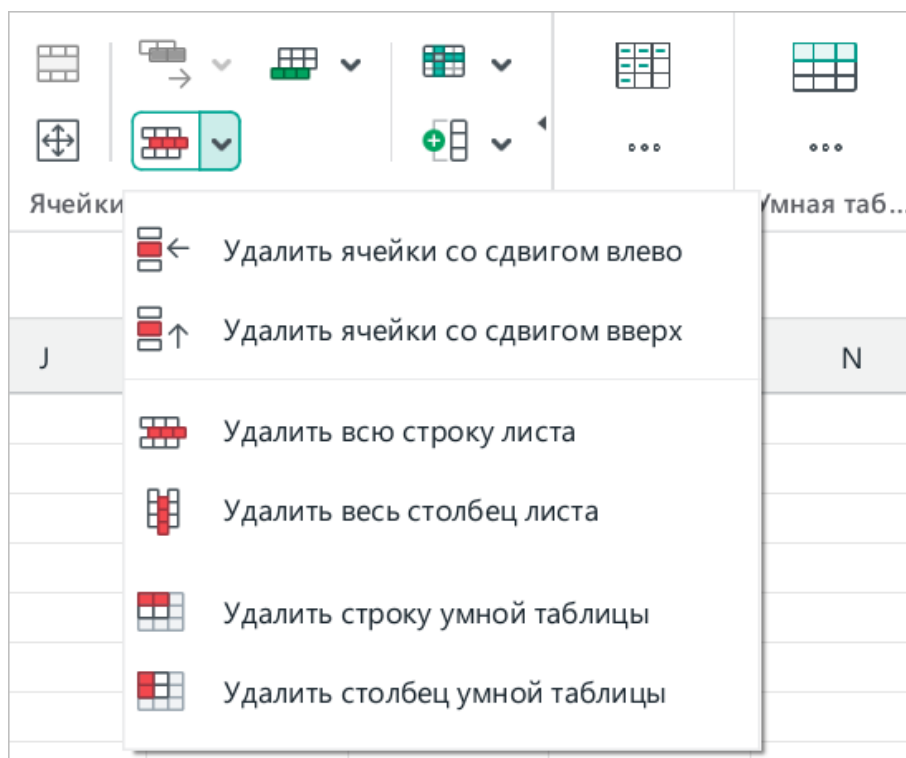 Ячейки
Умная таб...
Удалить ячейки со сдвигом влево
Удалить ячейки со сдвигом вверх
J
N
Удалить всю строку листа
Удалить весь столбец листа
Удалить строку умной таблицы
Удалить столбец умной таблицы